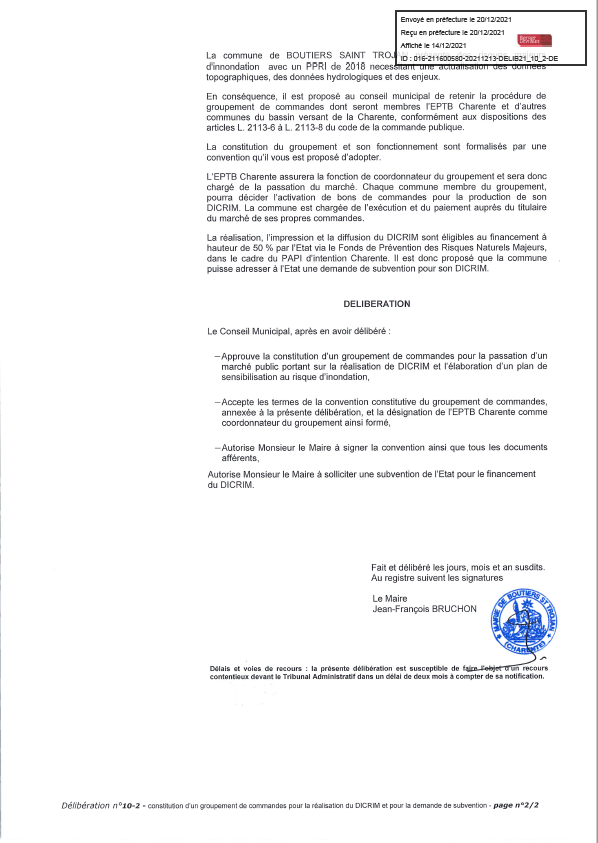 Envoyé en préfecture le 20/12/2021
Reçu en préfecture le 20/12/2021
Affiché le 14/12/2021
ID : 016-211600580-20211213-DELIB21_10_2-DE
La commune de BOUTIERS SAINT TROJ
d'innondation avec un PPRI de 2018 nécessitant une actualisation des données
topographiques, des données hydrologiques et des enjeux.
En conséquence, il est proposé au conseil municipal de retenir la procédure de
groupement de commandes dont seront membres l'EPTB Charente et d'autres
communes du bassin versant de la Charente, conformément aux dispositions des
articles L. 2113-6 à L. 2113-8 du code de la commande publique.
La constitution du groupement et son fonctionnement sont formalisés par une
convention qu'il vous est proposé d'adopter.
L'EPTB Charente assurera la fonction de coordonnateur du groupement et sera donc
chargé de la passation du marché. Chaque commune membre du groupement,
pourra décider l'activation de bons de commandes pour la production de son
DICRIM. La commune est chargée de l'exécution et du paiement auprès du titulaire
du marché de ses propres commandes.
La réalisation, l'impression et la diffusion du DICRIM sont éligibles au financement à
hauteur de 50 % par l'Etat via le Fonds de Prévention des Risques Naturels Majeurs,
dans le cadre du PAPI d'intention Charente. Il est donc proposé que la commune
puisse adresser à l'Etat une demande de subvention pour son DICRIM.
DELIBERATION
Le Conseil Municipal, après en avoir délibéré :
– Approuve la constitution d'un groupement de commandes pour la passation d'un
marché public portant sur la réalisation de DICRIM et l'élaboration d'un plan de
sensibilisation au risque d'inondation,
– Accepte les termes de la convention constitutive du groupement de commandes,
annexée à la présente délibération, et la désignation de l'EPTB Charente comme
coordonnateur du groupement ainsi formé,
– Autorise Monsieur le Maire à signer la convention ainsi que tous les documents
afférents,
Autorise Monsieur le Maire à solliciter une subvention de l'Etat pour le financement
du DICRIM.
Fait et délibéré les jours, mois et an susdits.
Au registre suivent les signatures
Le Maire
Jean-François BRUCHON
MAIRIE DE BOUTIERS ST TROJAN
(CHARENTE)
Délais et voies de recours : la présente délibération est susceptible de faire l'objet d'un recours
contentieux devant le Tribunal Administratif dans un délai de deux mois à compter de sa notification.
Délibération n°10-2 - constitution d'un groupement de commandes pour la réalisation du DICRIM et pour la demande de subvention - page n°2/2